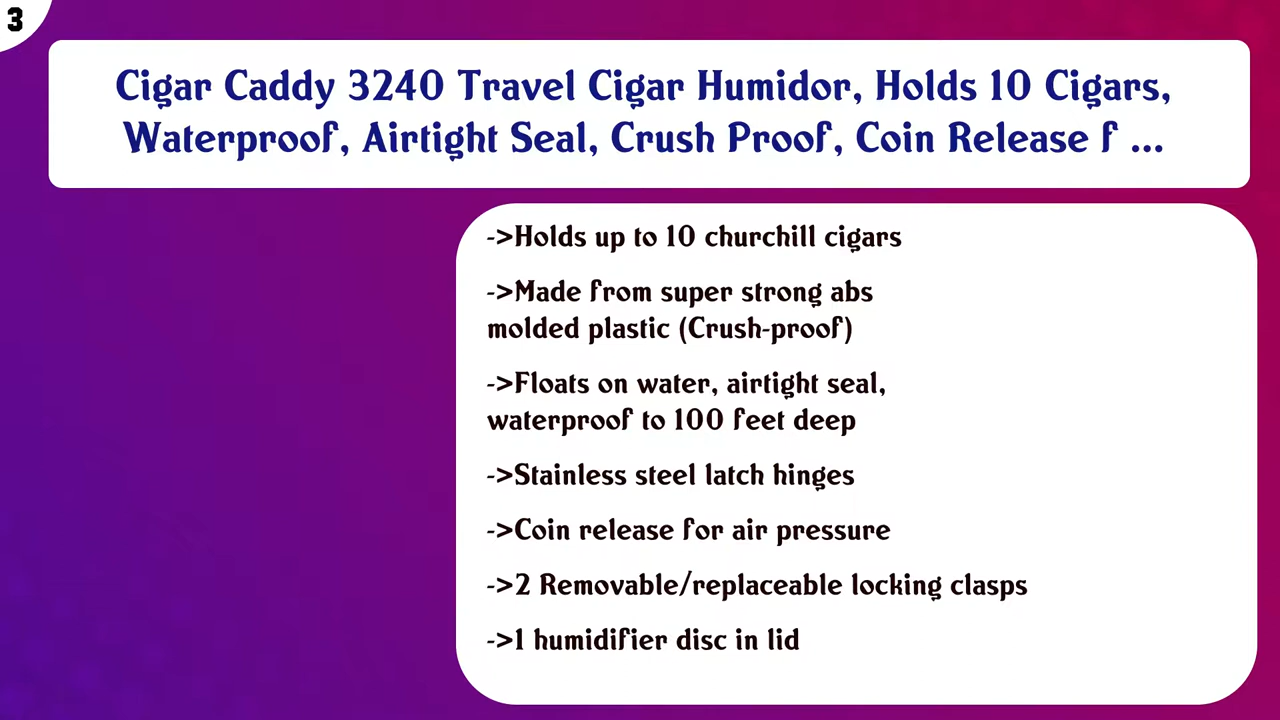 3
Cigar Caddy 3240 Travel Cigar Humidor, Holds 10 Cigars,
Waterproof, Airtight Seal, Crush Proof, Coin Release f ...
->Holds up to 10 churchill cigars
->Made from super strong abs
molded plastic (Crush-proof)
->Floats on water, airtight seal,
waterproof to 100 feet deep
->Stainless steel latch hinges
->Coin release for air pressure
->2 Removable/replaceable locking clasps
->1 humidifier disc in lid